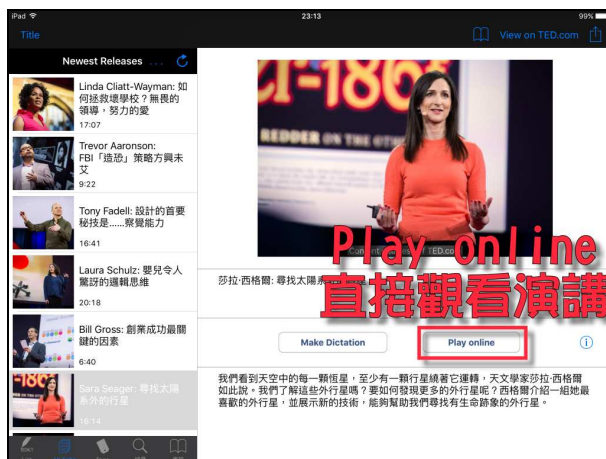 iPad
23:13
99%
Title
View on TED.com
Newest Releases ...
Linda Cliatt-Wayman: 如
何拯救壞學校？無畏的
領導，努力的愛
17:07
Trevor Aaronson:
FBI「造恐」策略方興未
艾
9:22
Tony Fadell: 設計的首要
秘技是......察覺能力
16:41
Laura Schulz: 嬰兒令人
驚訝的邏輯思維
20:18
Bill Gross: 創業成功最關
鍵的因素
6:40
Sara Seager: 尋找太陽
系外的行星
16:14
REDDER ON THE OTHER
Play online
直接觀看演講
莎拉·西格爾: 尋找太陽系
Make Dictation
Play online
我們看到天空中的每一顆恆星，至少有一顆行星繞著它運轉，天文學家莎拉·西格爾
如此說。我們了解這些外行星嗎？要如何發現更多的外行星呢？西格爾介紹一組她最
喜歡的外行星，並展示新的技術，能夠幫助我們尋找有生命跡象的外行星。